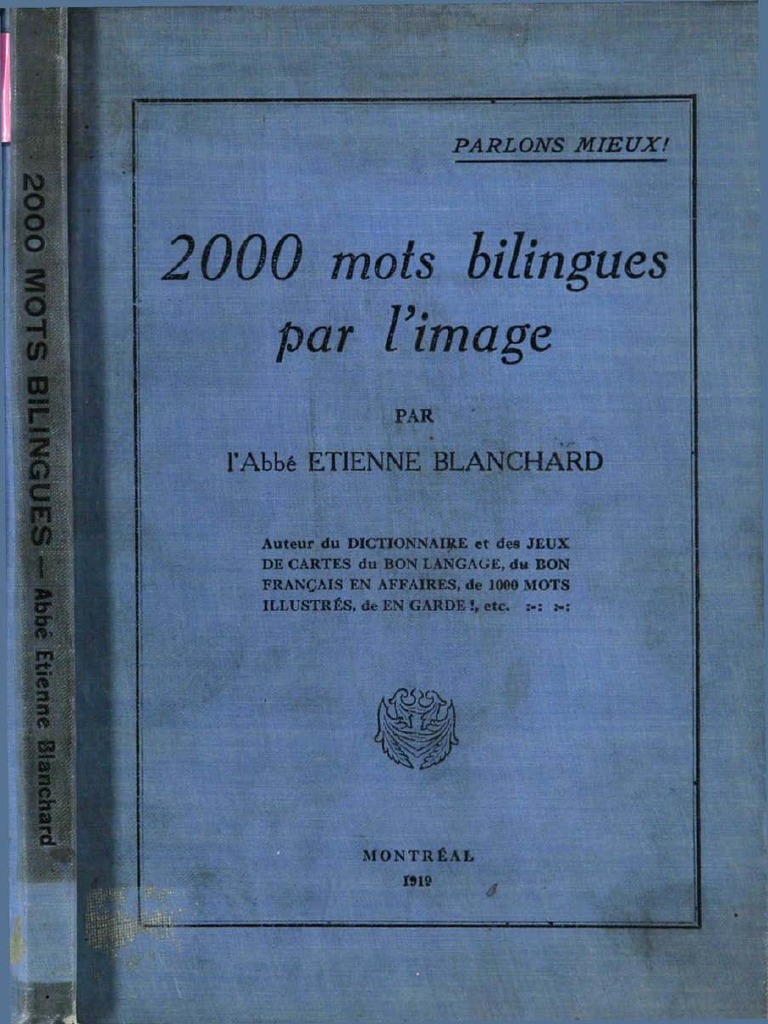 2000 MOTS BILINGUES — Abbé Etienne Blanchard
PARLONS MIEUX!
2000 mots bilingues
par l'image
PAR
l'Abbé ETIENNE BLANCHARD
Auteur du DICTIONNAIRE et des JEUX
DE CARTES du BON LANGAGE, du BON
FRANÇAIS EN AFFAIRES, de 1000 MOTS
ILLUSTRÉS, de EN GARDE!, etc. :-: :-:
MONTRÉAL
1919